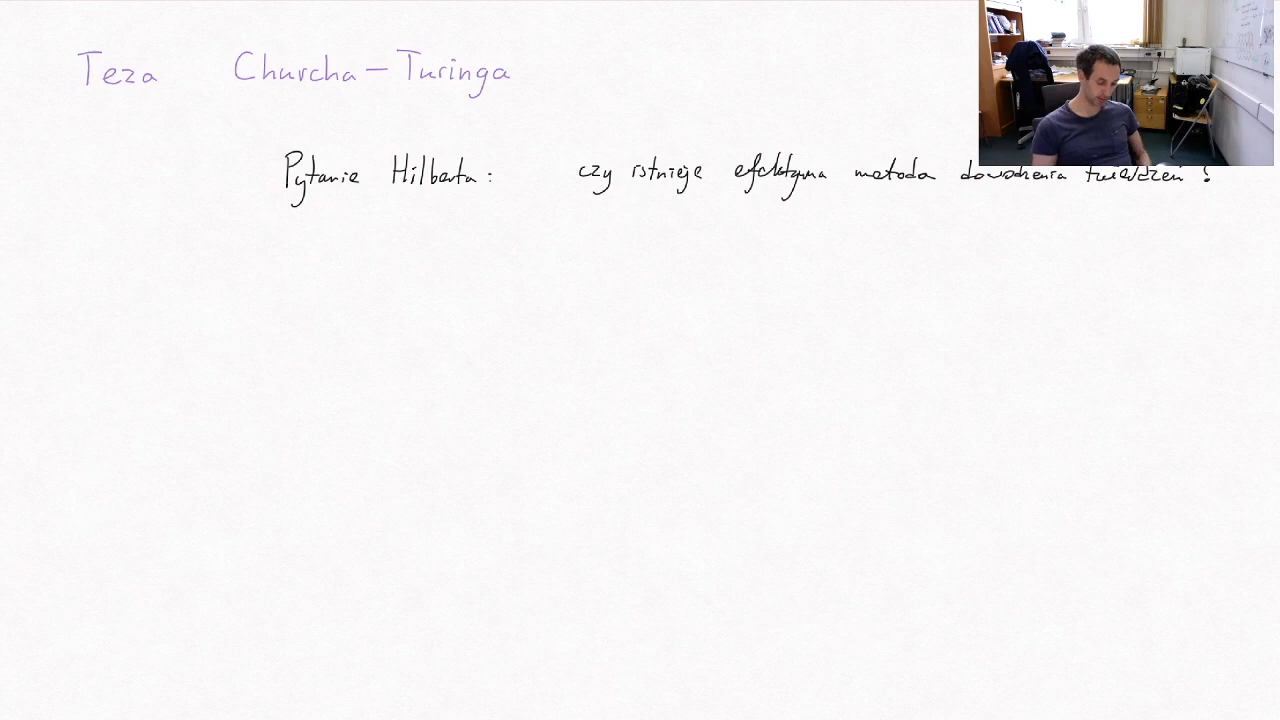 Teza Churcha-Turinga
Pytanie Hilberta: czy istnieje efektywna metoda dowodzenia twierdzeń?